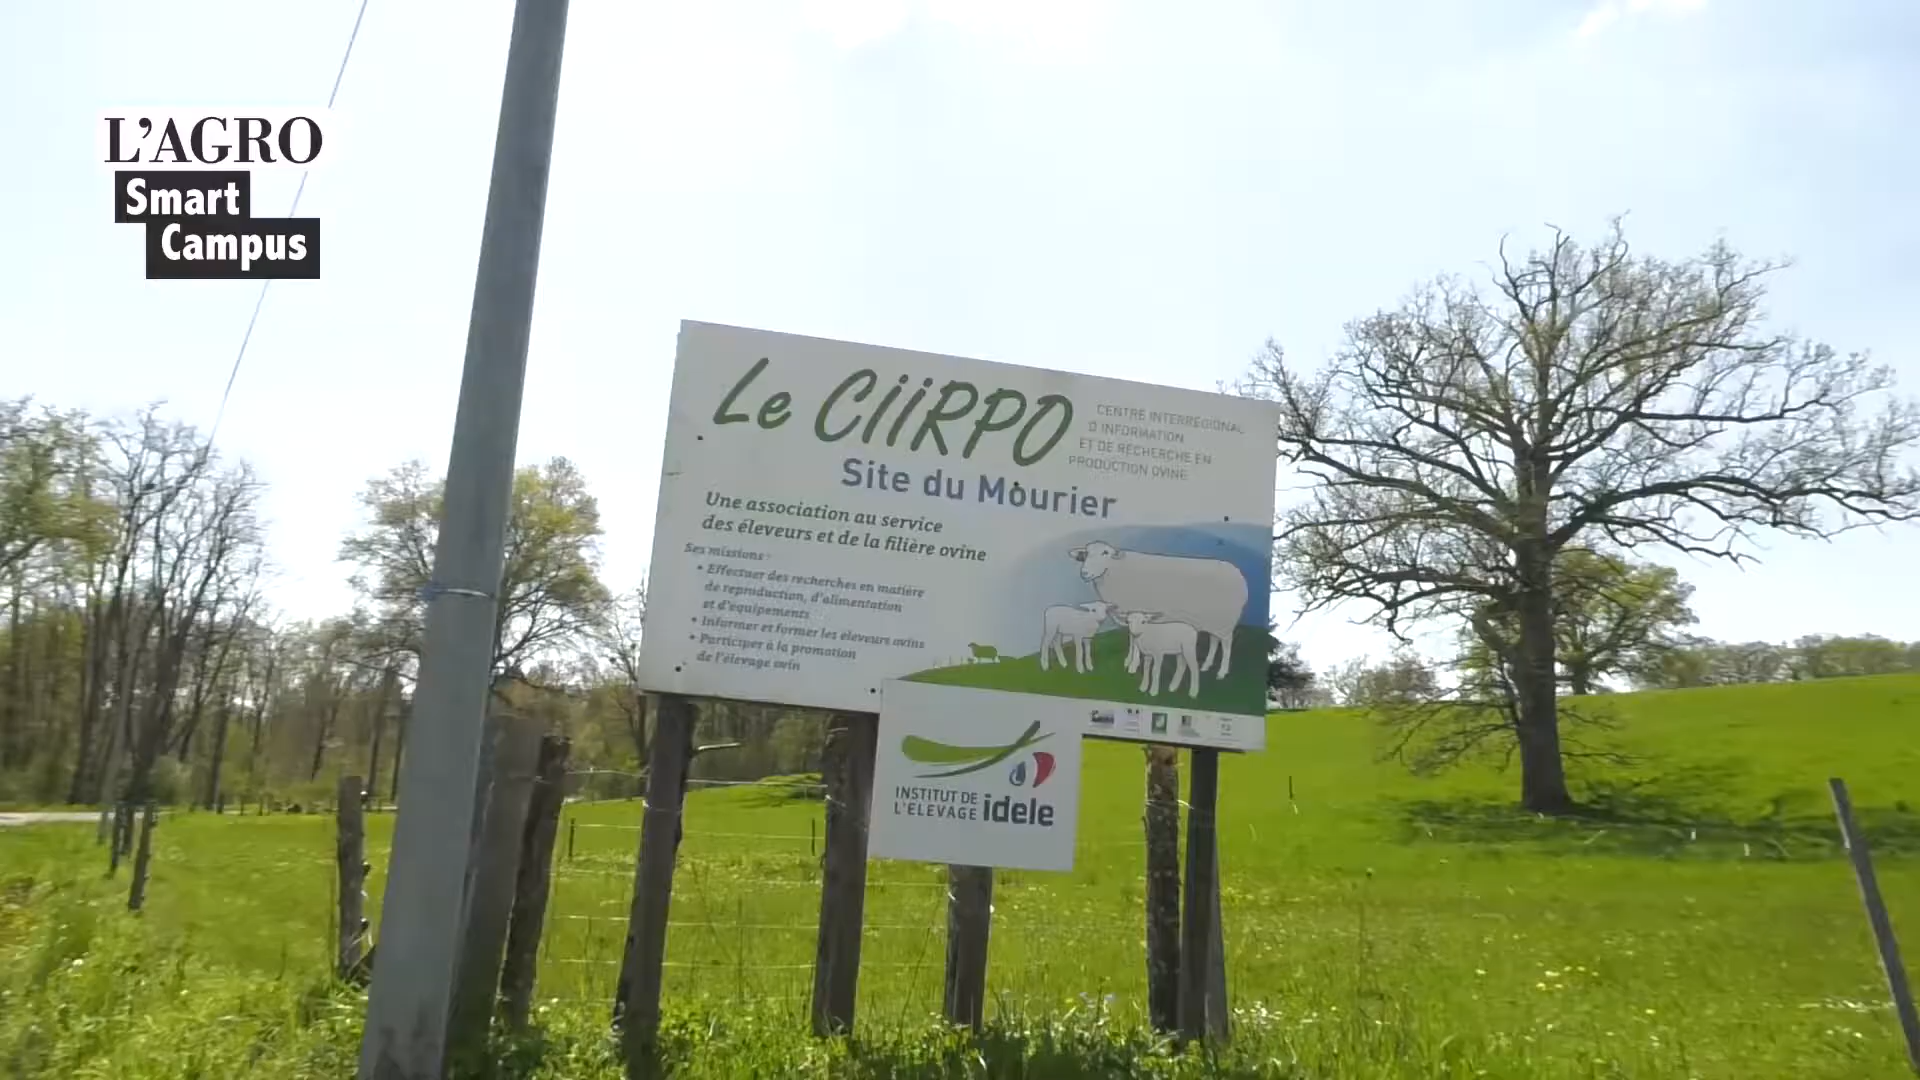 L'AGRO
Smart
Campus
Le CIIRPO
CENTRE INTERRÉGIONAL
D'INFORMATION
ET DE RECHERCHE EN
PRODUCTION OVINE
Site du Mourier
Une association au service
des éleveurs et de la filière ovine
Ses missions :
• Effectuer des recherches en matière
de reproduction, d'alimentation
et d'équipements
• Informer et former les éleveurs ovins
• Participer à la promotion
de l'élevage ovin
INSTITUT DE
L'ELEVAGE idele